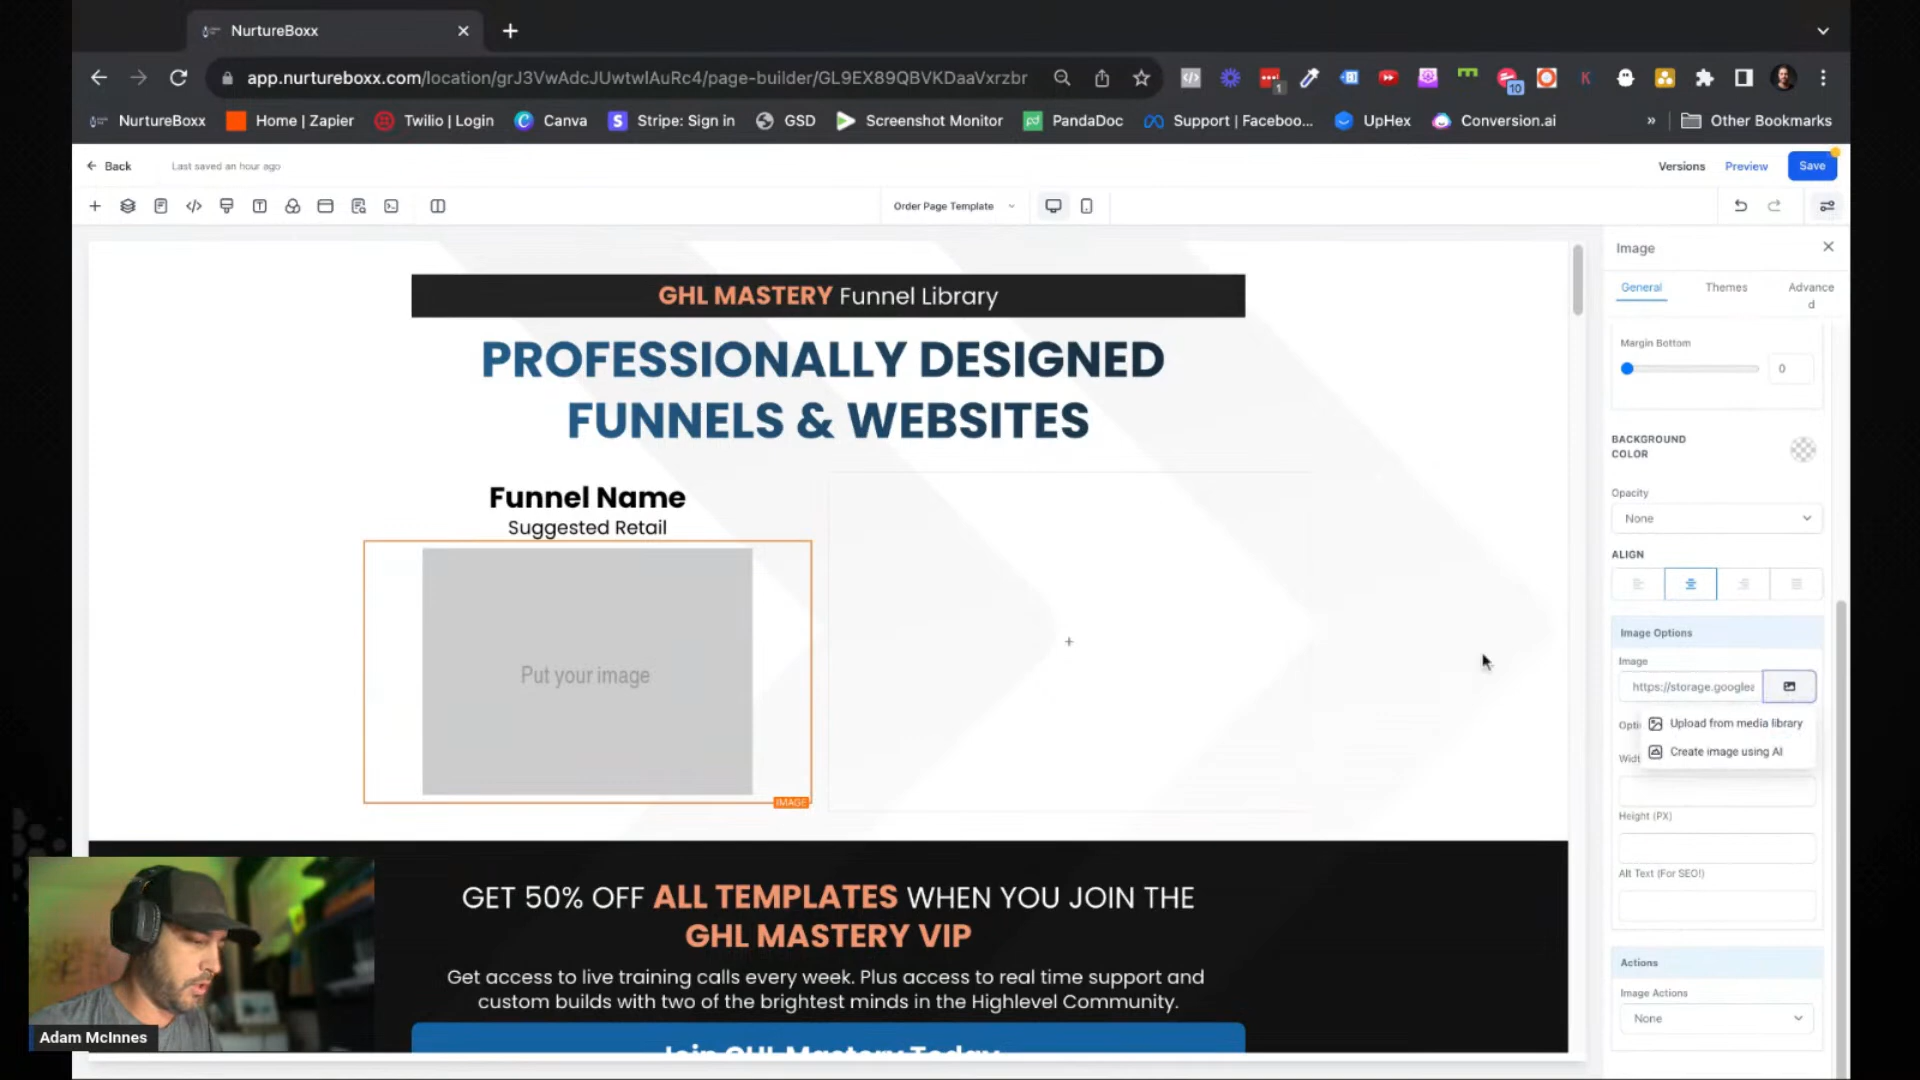 NurtureBoxx
app.nurtureboxx.com/location/grJ3VwAdcJUwtwIAuRc4/page-builder/GL9EX89QBVKDaaVxrzbr
1
10
K
NurtureBoxx
Home | Zapier
Twilio | Login
Canva
Stripe: Sign in
GSD
Screenshot Monitor
PandaDoc
Support | Faceboo...
UpHex
Conversion.ai
»
Other Bookmarks
Back
Last saved an hour ago
Versions
Preview
Save
Order Page Template
Image
General
Themes
Advance
d
GHL MASTERY Funnel Library
PROFESSIONALLY DESIGNED
FUNNELS & WEBSITES
Funnel Name
Suggested Retail
Put your image
IMAGE
Margin Bottom
0
BACKGROUND
COLOR
Opacity
None
ALIGN
Image Options
Image
https://storage.googlea
Upload from media library
Create image using AI
Height (PX)
Alt Text (For SEO!)
Actions
Image Actions
None
GET 50% OFF ALL TEMPLATES WHEN YOU JOIN THE
GHL MASTERY VIP
Get access to live training calls every week. Plus access to real time support and
custom builds with two of the brightest minds in the Highlevel Community.
Join GHL Mastery Today
Adam McInnes